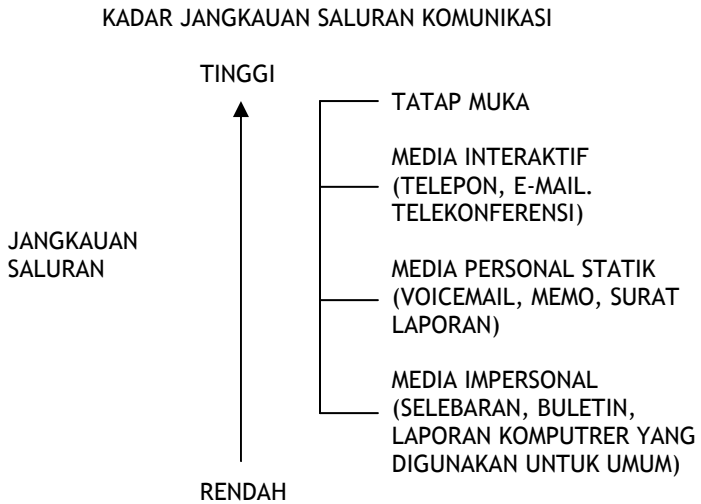 KADAR JANGKAUAN SALURAN KOMUNIKASI
TINGGI
TATAP MUKA
MEDIA INTERAKTIF
(TELEPON, E-MAIL.
TELEKONFERENSI)
JANGKAUAN
SALURAN
MEDIA PERSONAL STATIK
(VOICEMAIL, MEMO, SURAT
LAPORAN)
MEDIA IMPERSONAL
(SELEBARAN, BULETIN,
LAPORAN KOMPUTRER YANG
DIGUNAKAN UNTUK UMUM)
RENDAH